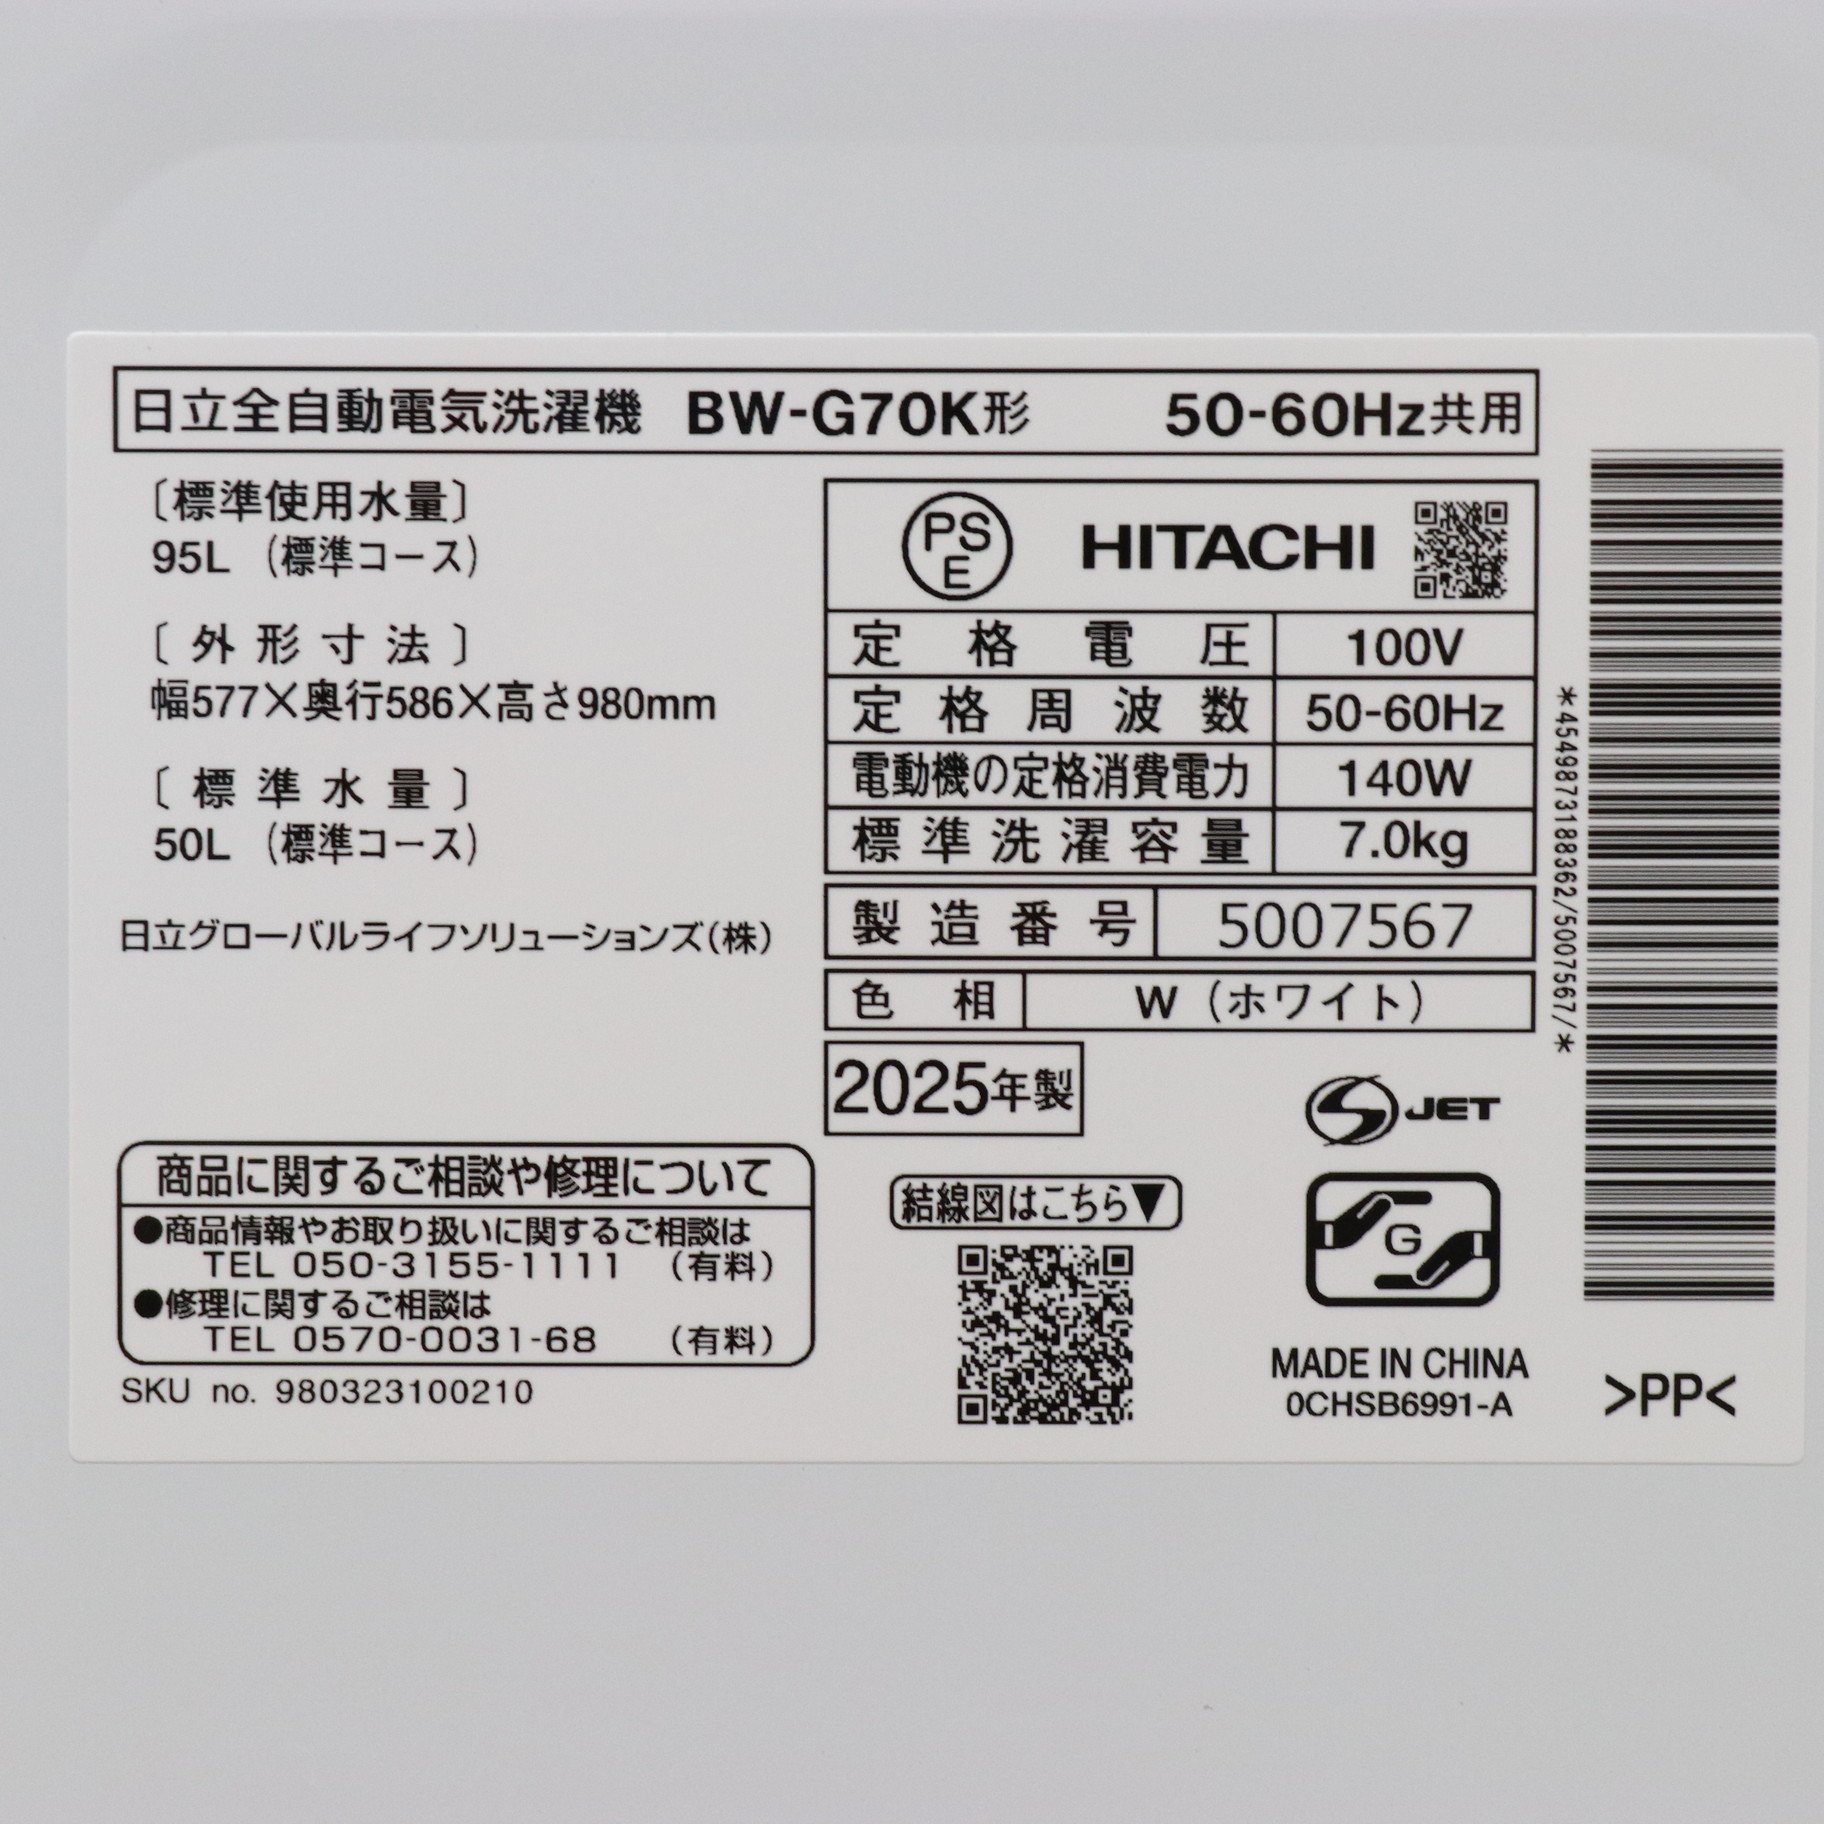 日立全自動電気洗濯機 BW-G70K形 50-60Hz共用
〔標準使用水量〕
95L (標準コース)
〔外形寸法〕
幅577×奥行586×高さ980mm
〔標準水量〕
50L (標準コース)
日立グローバルライフソリューションズ(株)
PS
E
HITACHI
定格電圧 100V
定格周波数 50-60Hz
電動機の定格消費電力 140W
標準洗濯容量 7.0kg
製造番号 5007567
色相 W (ホワイト)
2025年製
JET
結線図はこちら▼
G
MADE IN CHINA
0CHSB6991-A
>PP<
*4549873188362/5007567/*
商品に関するご相談や修理について
●商品情報やお取り扱いに関するご相談は
TEL 050-3155-1111 (有料)
●修理に関するご相談は
TEL 0570-0031-68 (有料)
SKU no. 980323100210